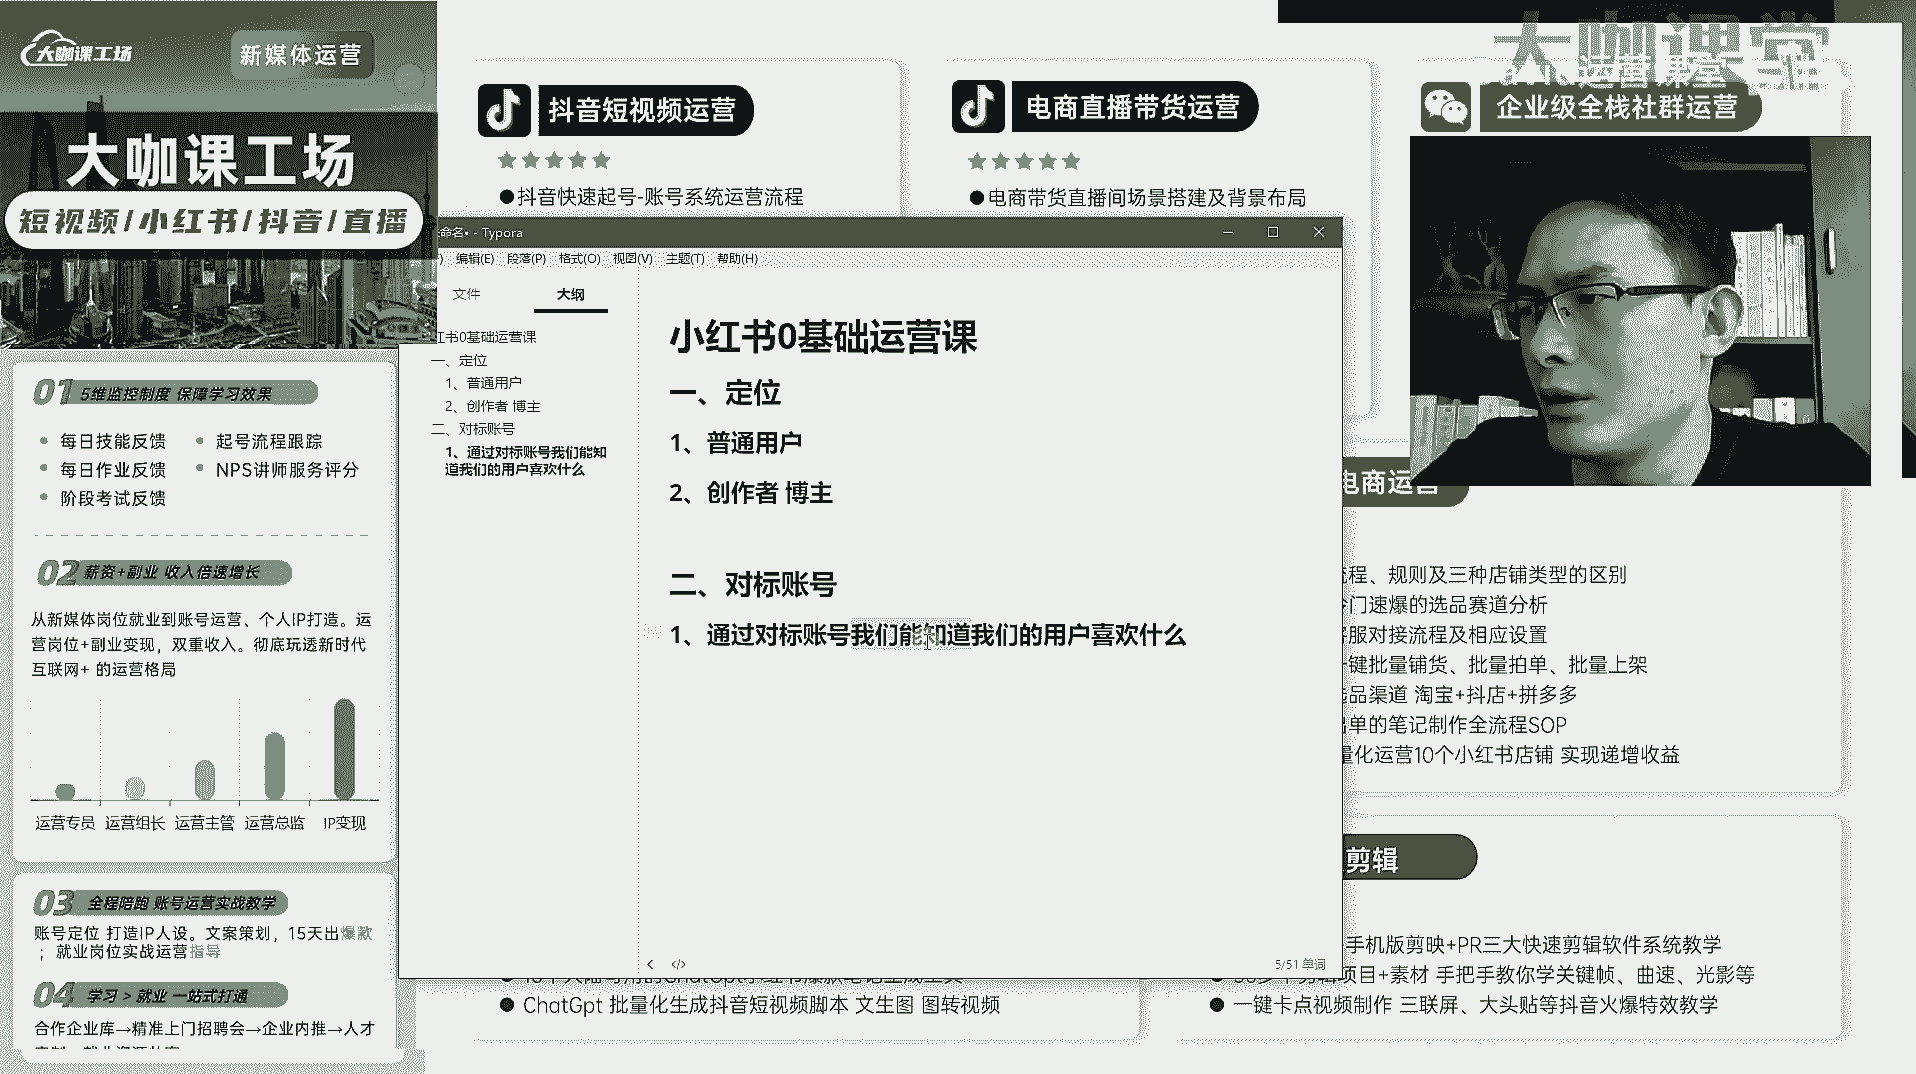 大咖课工场
新媒体运营
大咖课工场
短视频/小红书/抖音/直播
01 5维监控制度 保障学习效果
每日技能反馈
起号流程跟踪
每日作业反馈
NPS讲师服务评分
阶段考试反馈
02 薪资+副业 收入倍速增长
从新媒体岗位就业到账号运营、个人IP打造。运
营岗位+副业变现，双重收入。彻底玩透新时代
互联网+ 的运营格局
运营专员 运营组长 运营主管 运营总监 IP变现
03 全程陪跑 账号运营实战教学
账号定位 打造IP人设。文案策划，15天出爆款
；就业岗位实战运营指导
04 学习 > 就业 一站式打通
合作企业库→精准上门招聘会→企业内推→人才
抖音短视频运营
●抖音快速起号-账号系统运营流程
电商直播带货运营
●电商带货直播间场景搭建及背景布局
大咖课堂
企业级全栈社群运营
命名• - Typora
编辑(E) 段落(P) 格式(O) 视图(V) 主题(T) 帮助(H)
文件 大纲
红书0基础运营课
一、定位
1、普通用户
2、创作者 博主
二、对标账号
1、通过对标账号我们能知
道我们的用户喜欢什么
小红书0基础运营课
一、定位
1、普通用户
2、创作者 博主
二、对标账号
1、通过对标账号我们能知道我们的用户喜欢什么
5/51 单词
电商运营
流程、规则及三种店铺类型的区别
门速爆的选品赛道分析
客服对接流程及相应设置
键批量铺货、批量拍单、批量上架
选品渠道 淘宝+抖店+拼多多
出单的笔记制作全流程SOP
量化运营10个小红书店铺 实现递增收益
剪辑
手机版剪映+PR三大快速剪辑软件系统教学
项目+素材 手把手教你学关键帧、曲速、光影等
● 一键卡点视频制作 三联屏、大头贴等抖音火爆特效教学
● ChatGpt 批量化生成抖音短视频脚本 文生图 图转视频